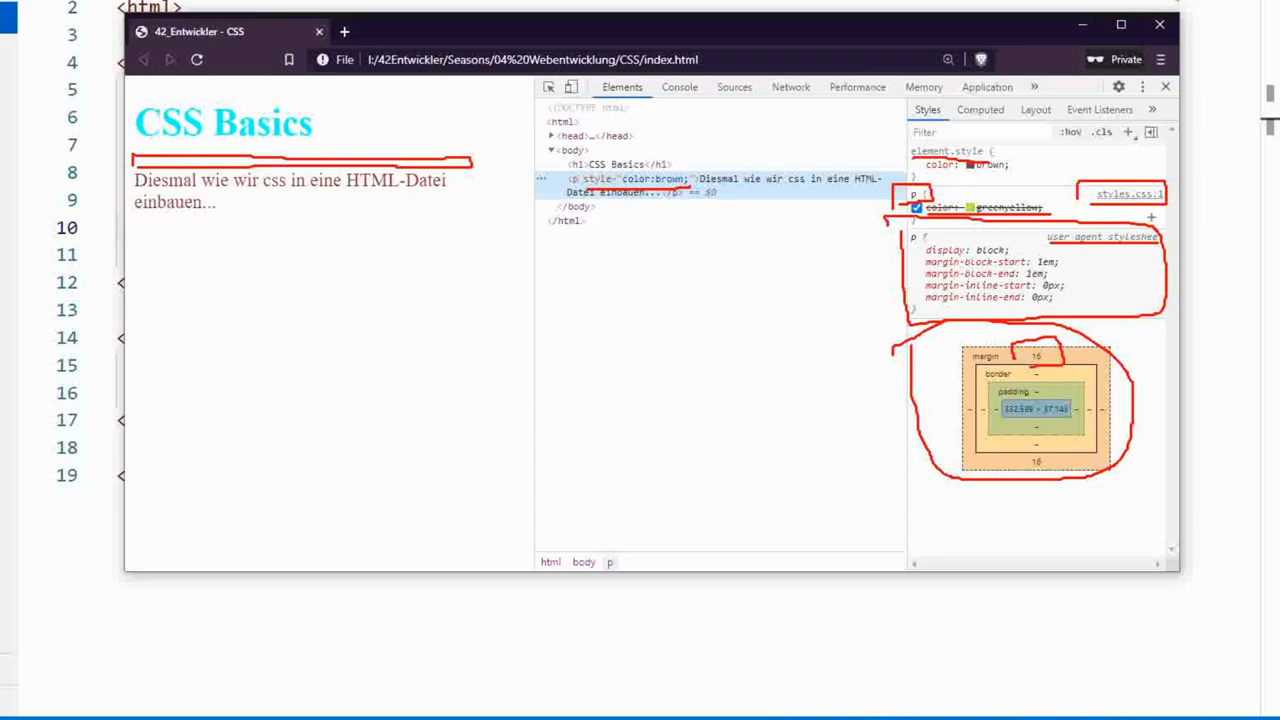 2 <html>
3
4 <
5
6
7
8
9
10
11
12 <
13
14 <
15
16
17 <
18
19 <
42_Entwickler - CSS
File I:/42Entwickler/Seasons/04%20Webentwicklung/CSS/index.html Private
CSS Basics
Diesmal wie wir css in eine HTML-Datei
einbauen...
Elements Console Sources Network Performance Memory Application »
<!DOCTYPE html>
<html>
<head>…</head>
<body>
<h1>CSS Basics</h1>
<p style="color:brown;">Diesmal wie wir css in eine HTML-
Datei einbauen...</p> == $0
</body>
</html>
html body p
Styles Computed Layout Event Listeners »
Filter :hov .cls +
element.style {
color: brown;
}
p { styles.css:1
color: greenyellow;
}
p { user agent styleshee
display: block;
margin-block-start: 1em;
margin-block-end: 1em;
margin-inline-start: 0px;
margin-inline-end: 0px;
}
margin 16
border -
padding -
16